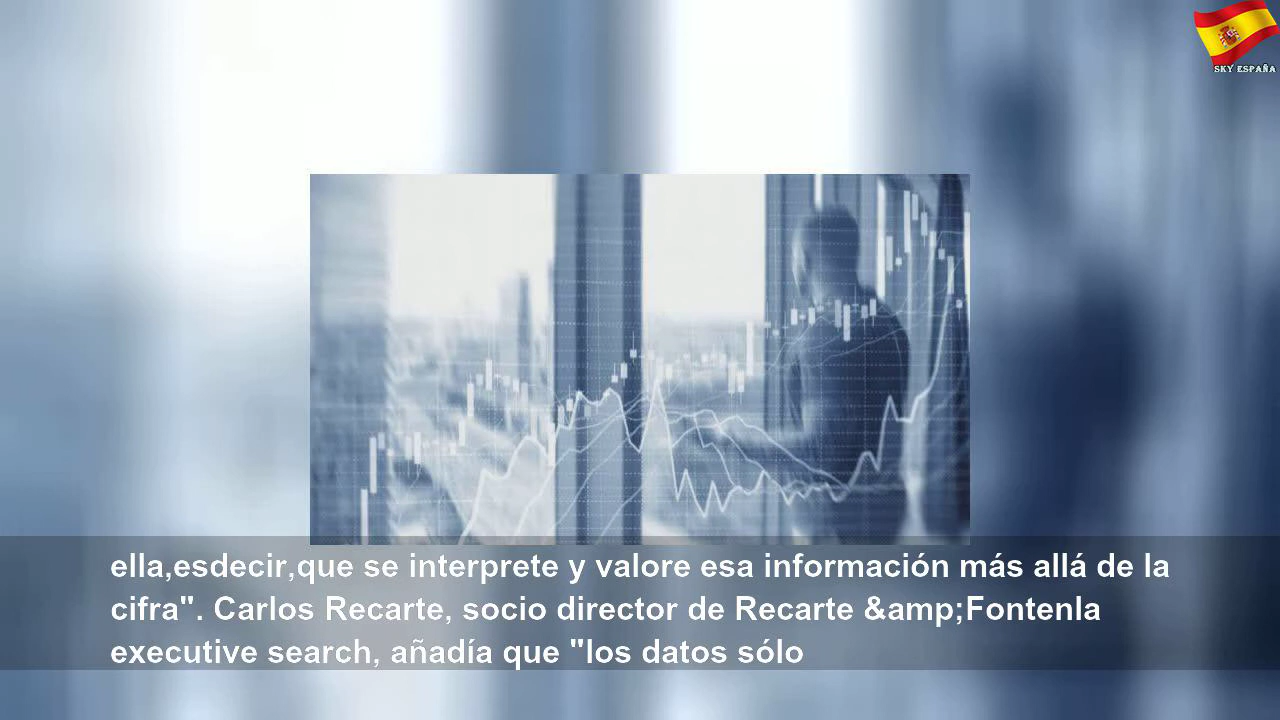 SKY ESPAÑA
ella,esdecir,que se interprete y valore esa información más allá de la
cifra". Carlos Recarte, socio director de Recarte &amp;Fontenla
executive search, añadía que "los datos sólo